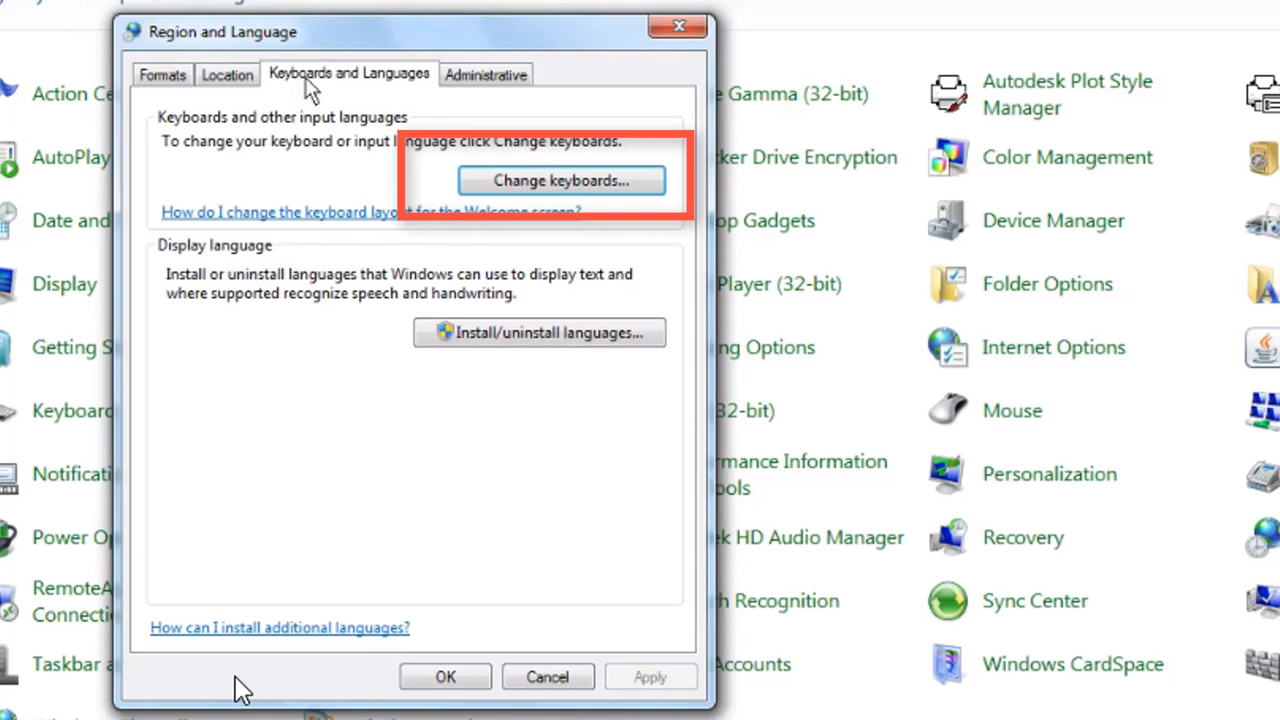 Region and Language
Formats
Location
Keyboards and Languages
Administrative
Keyboards and other input languages
To change your keyboard or input language click Change keyboards.
Change keyboards...
How do I change the keyboard layout for the Welcome screen?
Display language
Install or uninstall languages that Windows can use to display text and
where supported recognize speech and handwriting.
Install/uninstall languages...
How can I install additional languages?
OK
Cancel
Apply
Action Ce
AutoPlay
Date and
Display
Getting S
Keyboard
Notificati
Power Op
RemoteA
Connecti
Taskbar a
e Gamma (32-bit)
cker Drive Encryption
op Gadgets
Player (32-bit)
ng Options
32-bit)
rmance Information
ools
ek HD Audio Manager
h Recognition
Accounts
Autodesk Plot Style
Manager
Color Management
Device Manager
Folder Options
Internet Options
Mouse
Personalization
Recovery
Sync Center
Windows CardSpace